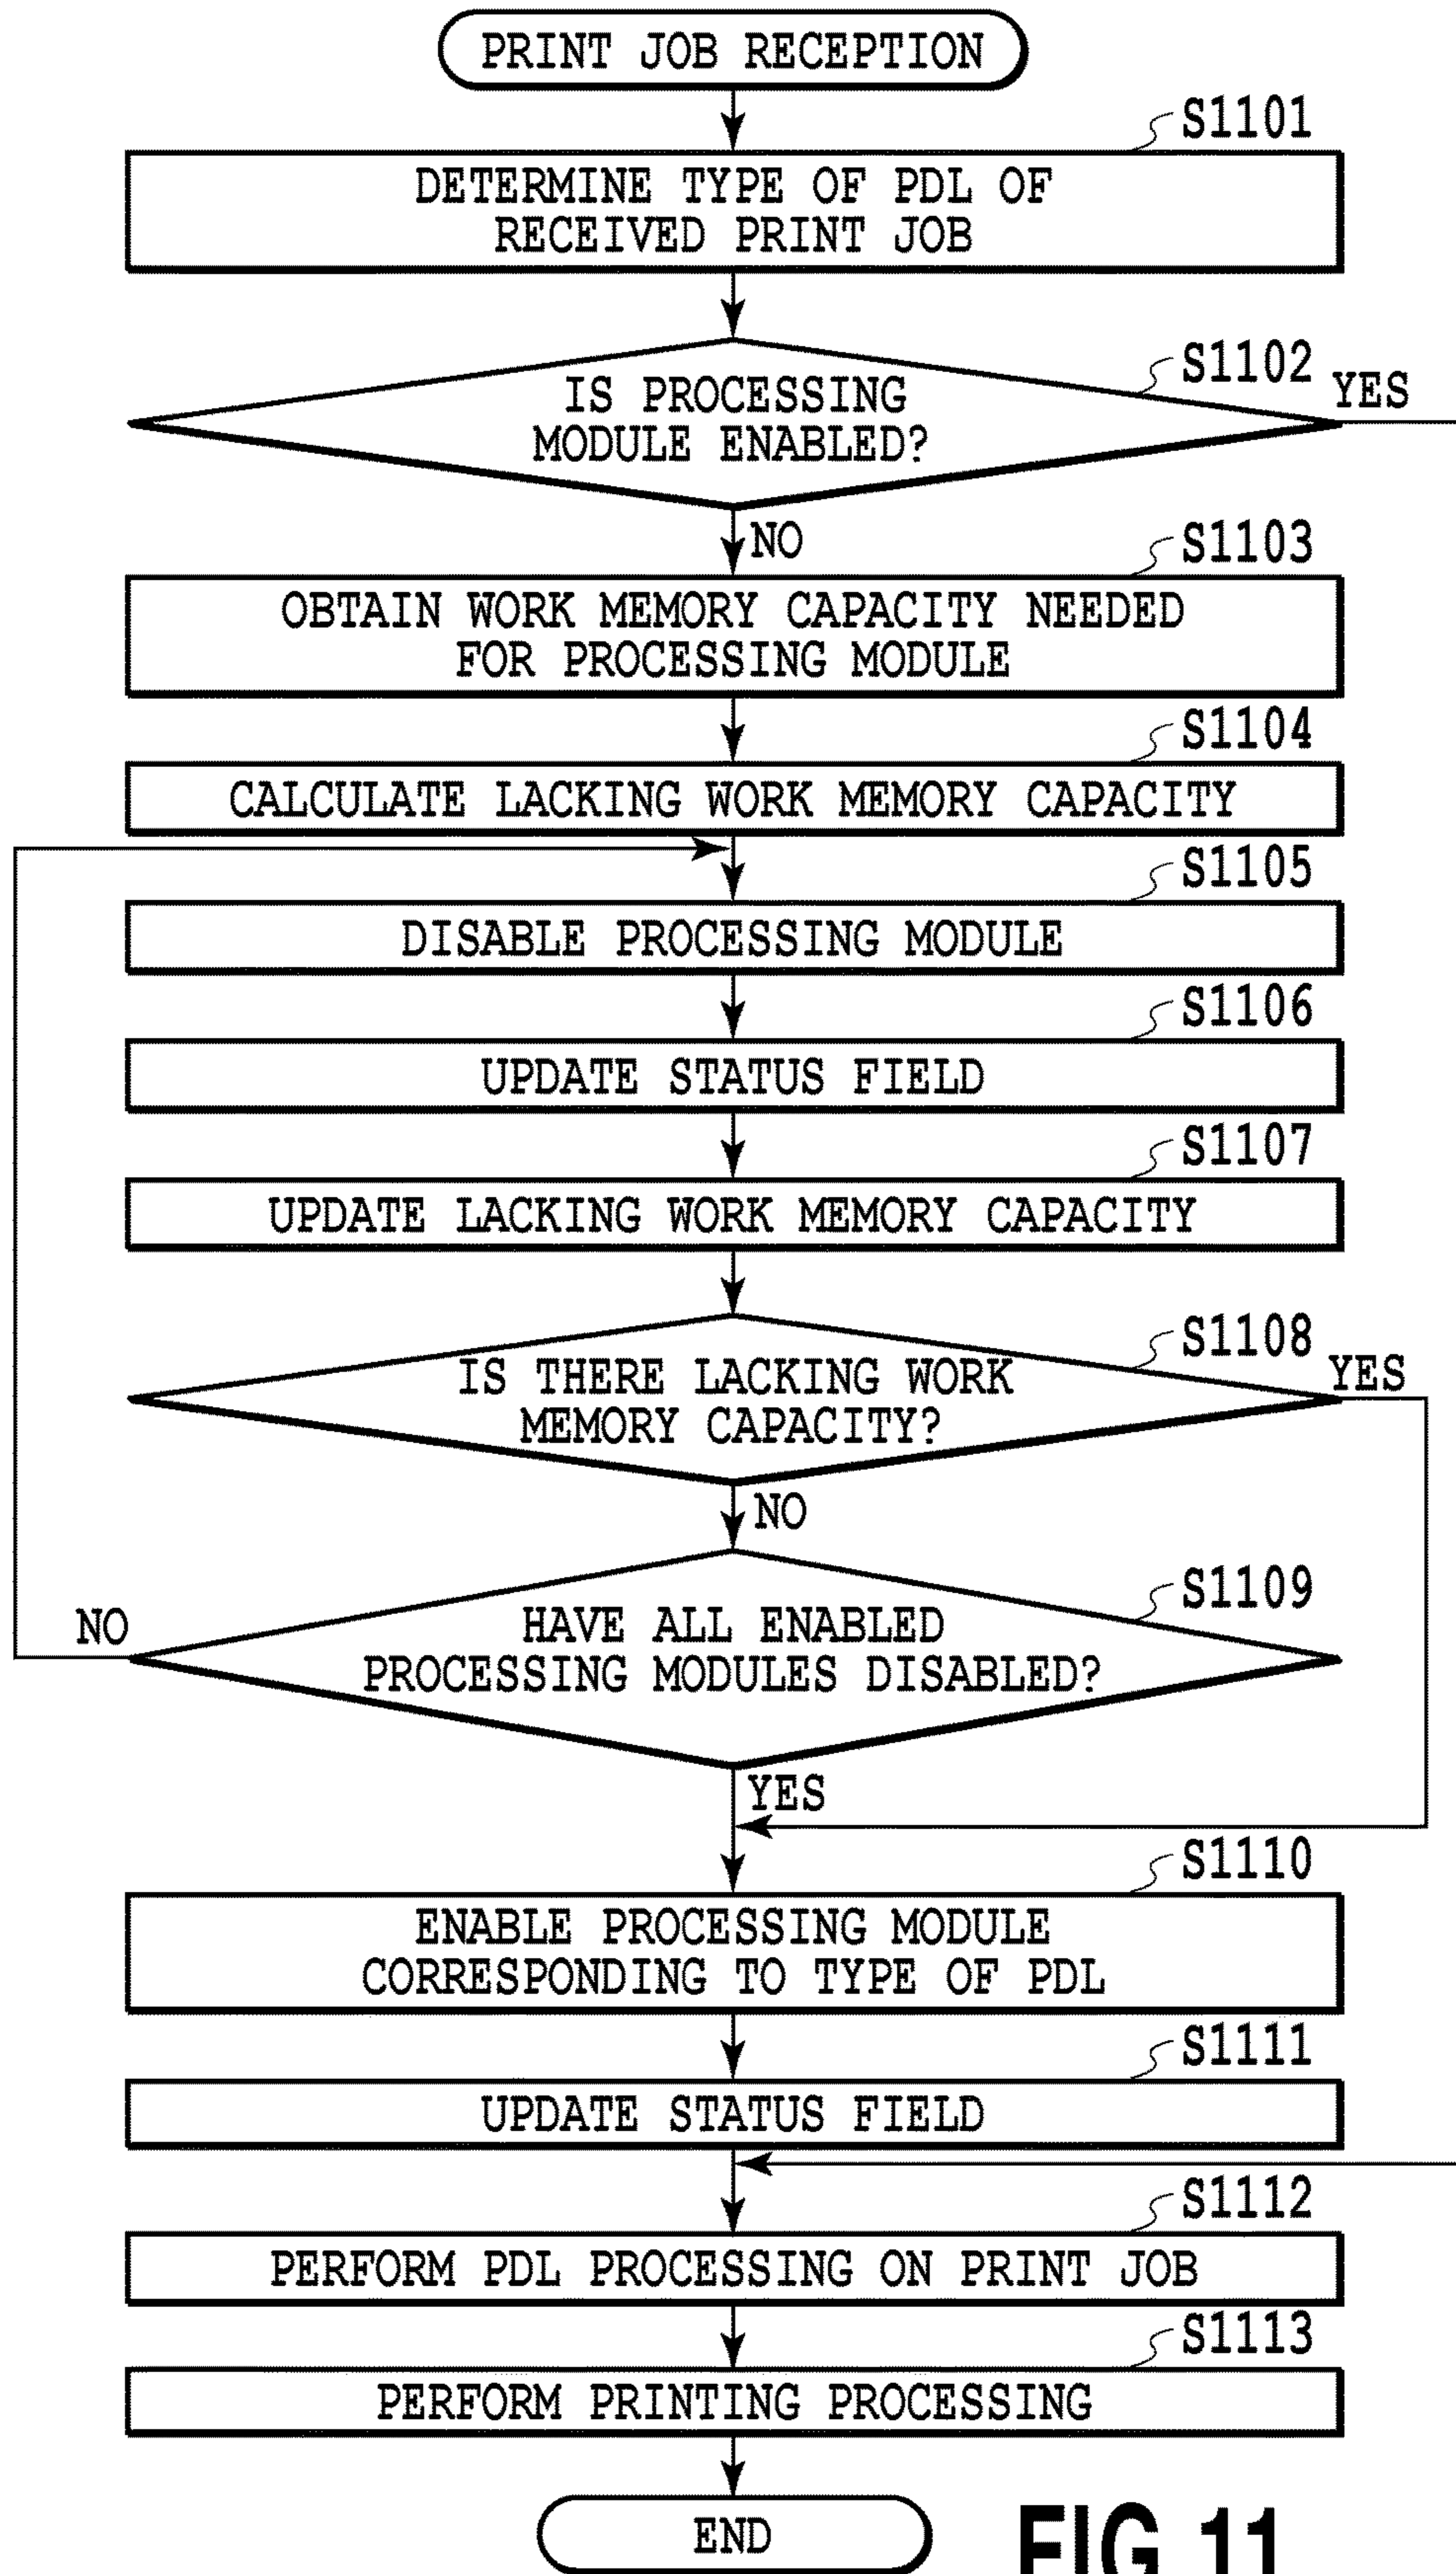 PRINT JOB RECEPTION
S1101
DETERMINE TYPE OF PDL OF
RECEIVED PRINT JOB
S1102
IS PROCESSING
MODULE ENABLED?
YES
NO
S1103
OBTAIN WORK MEMORY CAPACITY NEEDED
FOR PROCESSING MODULE
S1104
CALCULATE LACKING WORK MEMORY CAPACITY
S1105
DISABLE PROCESSING MODULE
S1106
UPDATE STATUS FIELD
S1107
UPDATE LACKING WORK MEMORY CAPACITY
S1108
IS THERE LACKING WORK
MEMORY CAPACITY?
YES
NO
S1109
HAVE ALL ENABLED
PROCESSING MODULES DISABLED?
NO
YES
S1110
ENABLE PROCESSING MODULE
CORRESPONDING TO TYPE OF PDL
S1111
UPDATE STATUS FIELD
S1112
PERFORM PDL PROCESSING ON PRINT JOB
S1113
PERFORM PRINTING PROCESSING
END
FIG.11